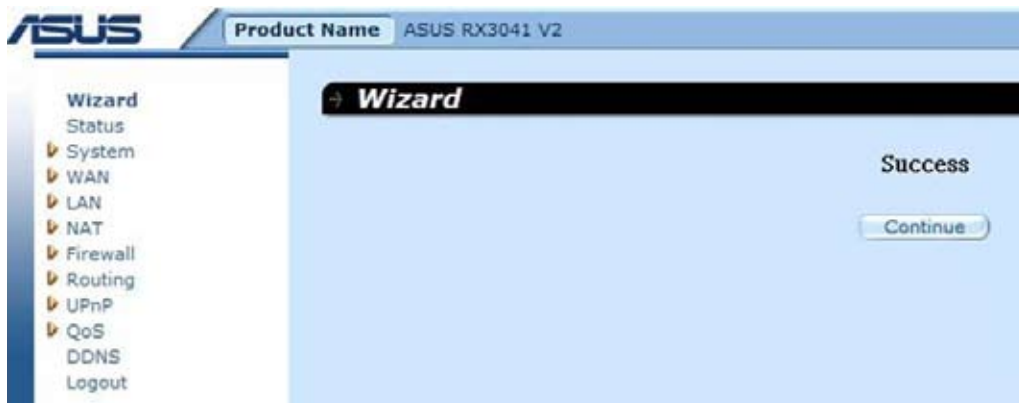 ASUS
Product Name ASUS RX3041 V2
Wizard
Status
System
WAN
LAN
NAT
Firewall
Routing
UPnP
QoS
DDNS
Logout
Wizard
Success
Continue